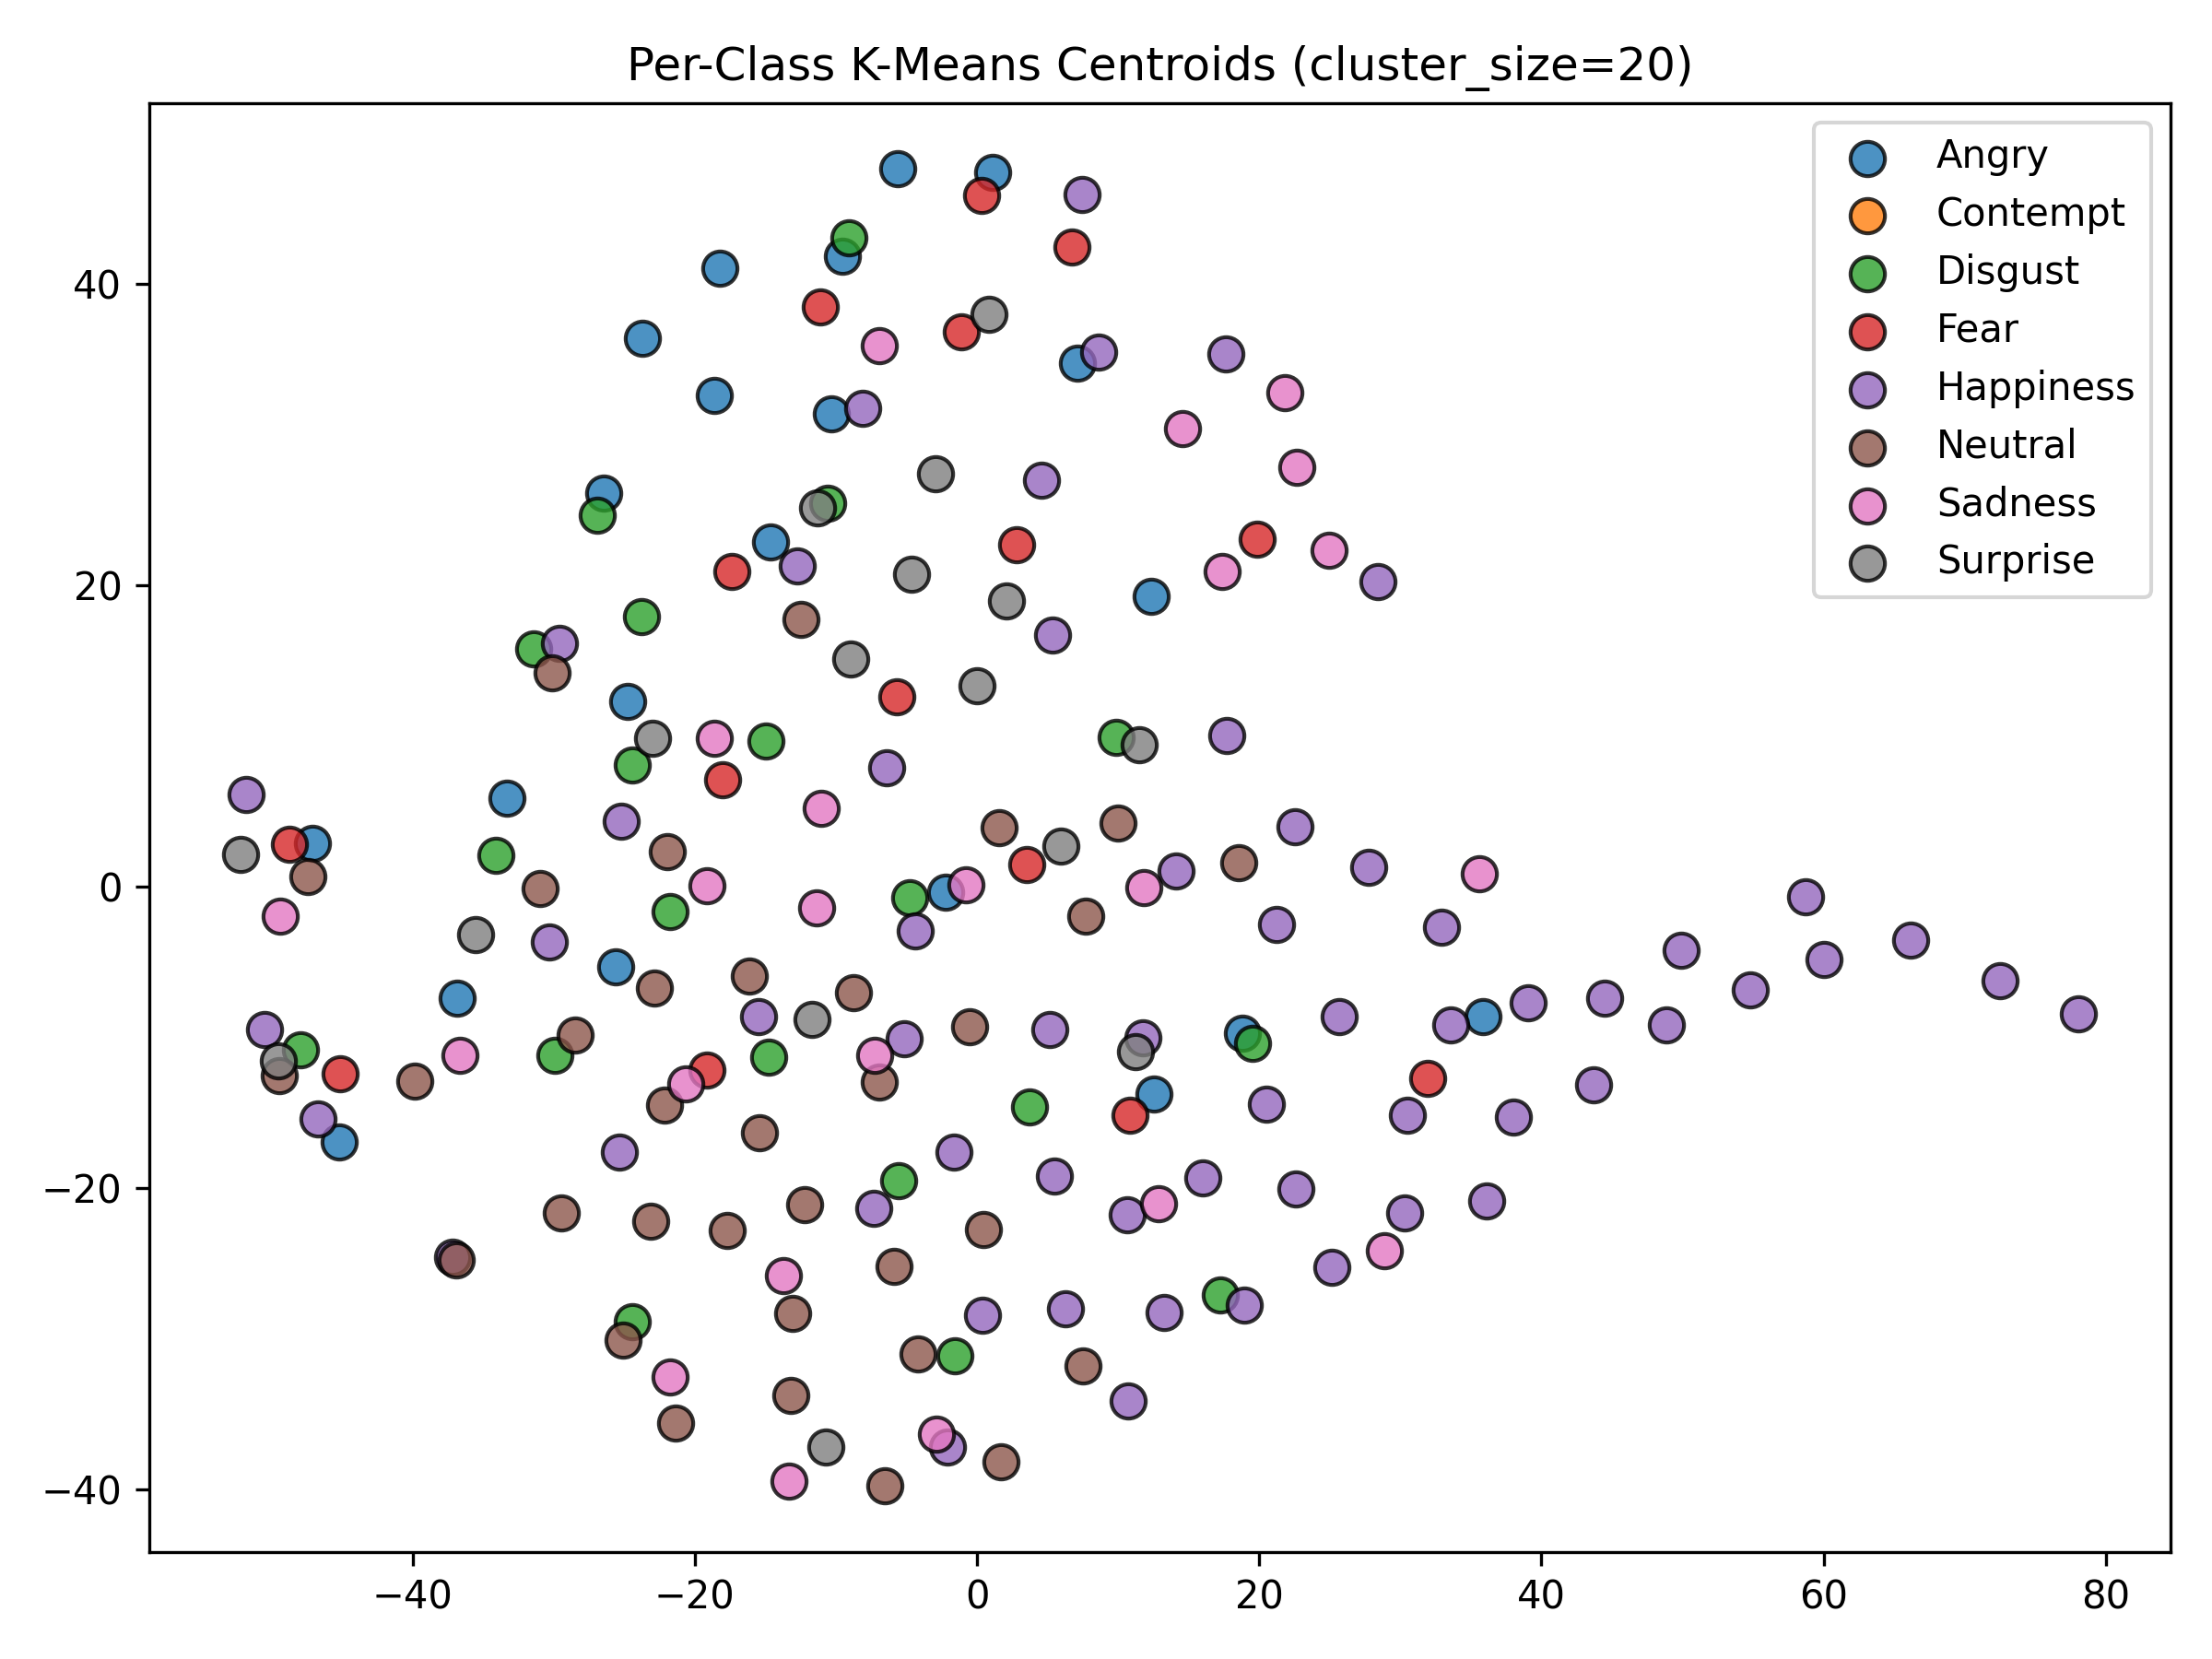 Per-Class K-Means Centroids (cluster_size=20)
Angry
Contempt
Disgust
Fear
Happiness
Neutral
Sadness
Surprise
40
20
0
−20
−40
−40 −20 0 20 40 60 80